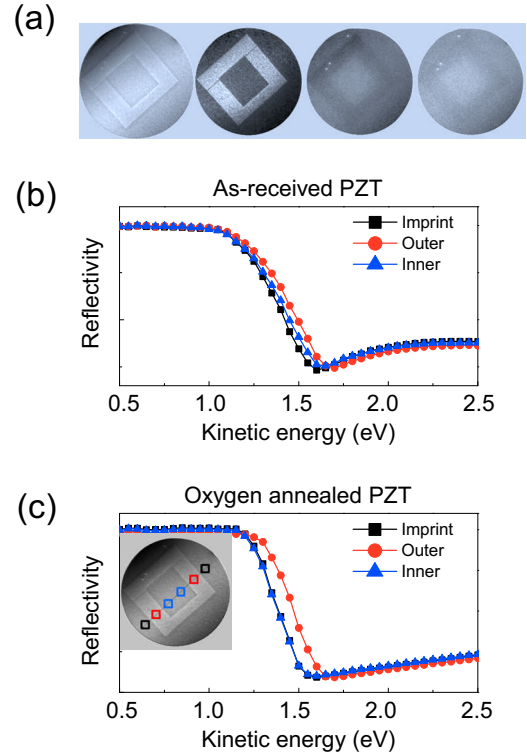 (a)
(b)
As-received PZT
Imprint
Outer
Inner
Reflectivity
0.5 1.0 1.5 2.0 2.5
Kinetic energy (eV)
(c)
Oxygen annealed PZT
Imprint
Outer
Inner
Reflectivity
0.5 1.0 1.5 2.0 2.5
Kinetic energy (eV)